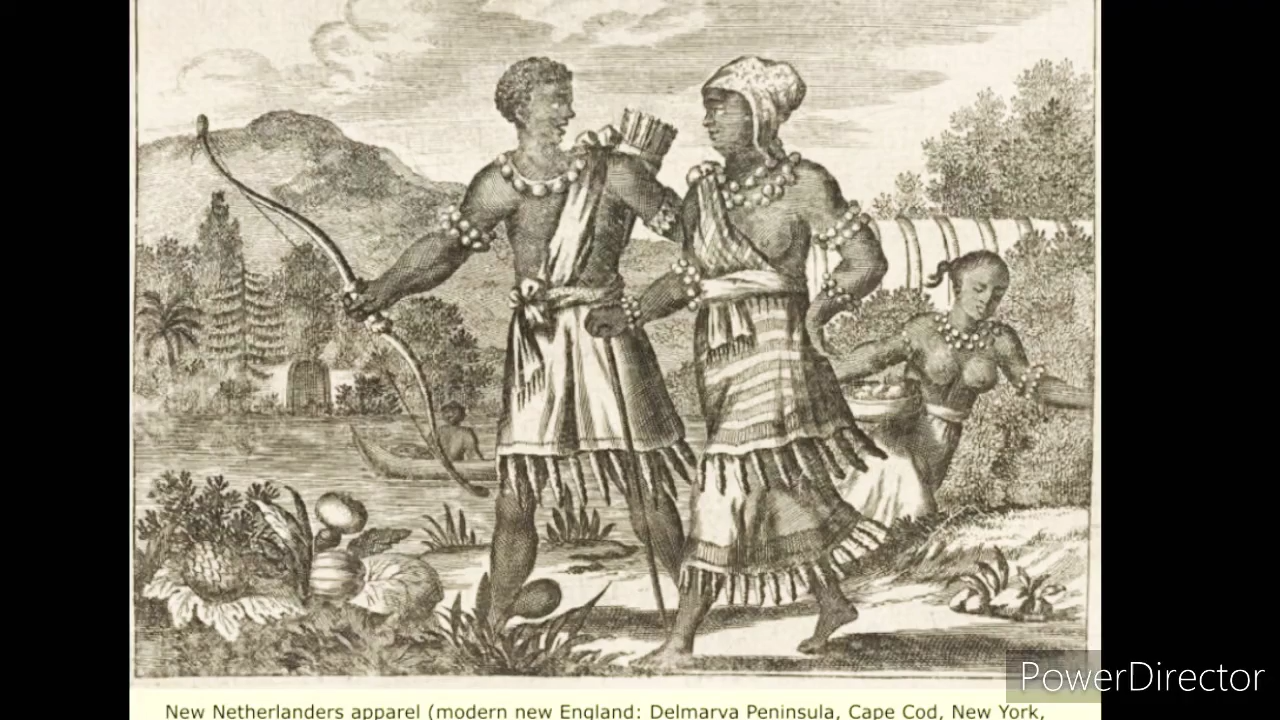 PowerDirector
New Netherlanders apparel (modern new England: Delmarva Peninsula, Cape Cod, New York,